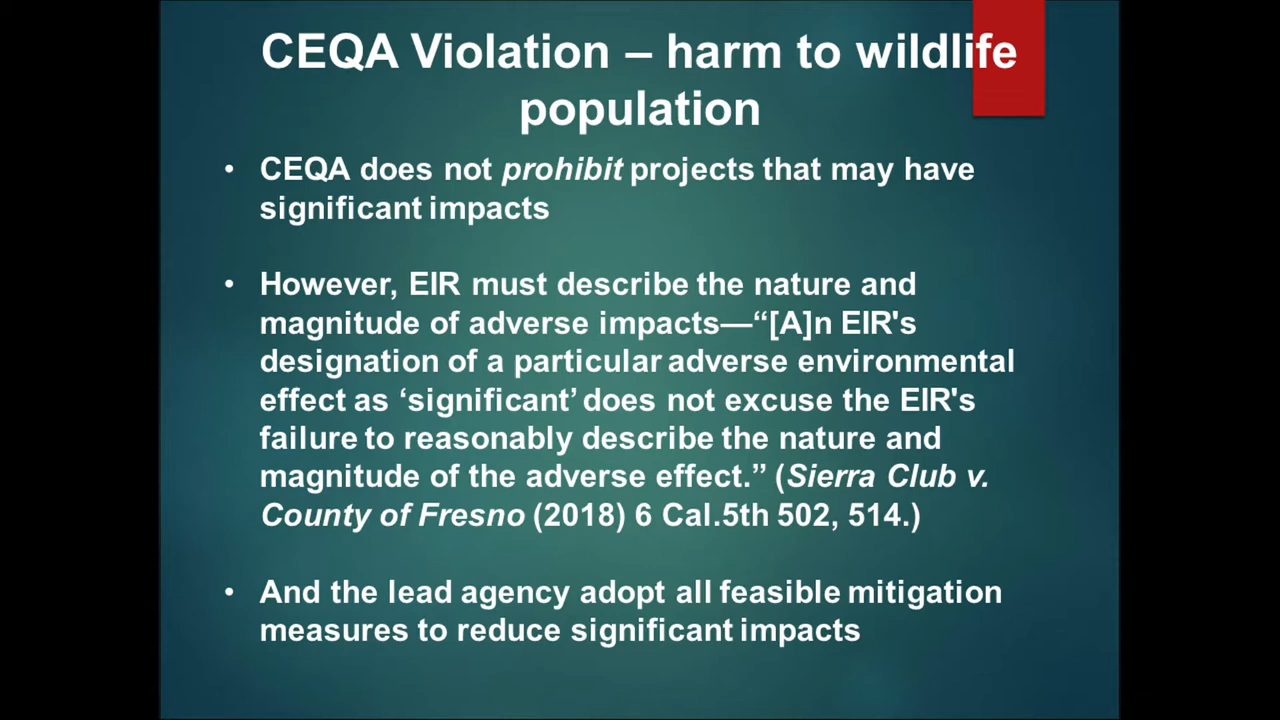 CEQA Violation – harm to wildlife
population
• CEQA does not prohibit projects that may have
significant impacts
• However, EIR must describe the nature and
magnitude of adverse impacts—“[A]n EIR's
designation of a particular adverse environmental
effect as ‘significant’ does not excuse the EIR's
failure to reasonably describe the nature and
magnitude of the adverse effect.” (Sierra Club v.
County of Fresno (2018) 6 Cal.5th 502, 514.)
• And the lead agency adopt all feasible mitigation
measures to reduce significant impacts